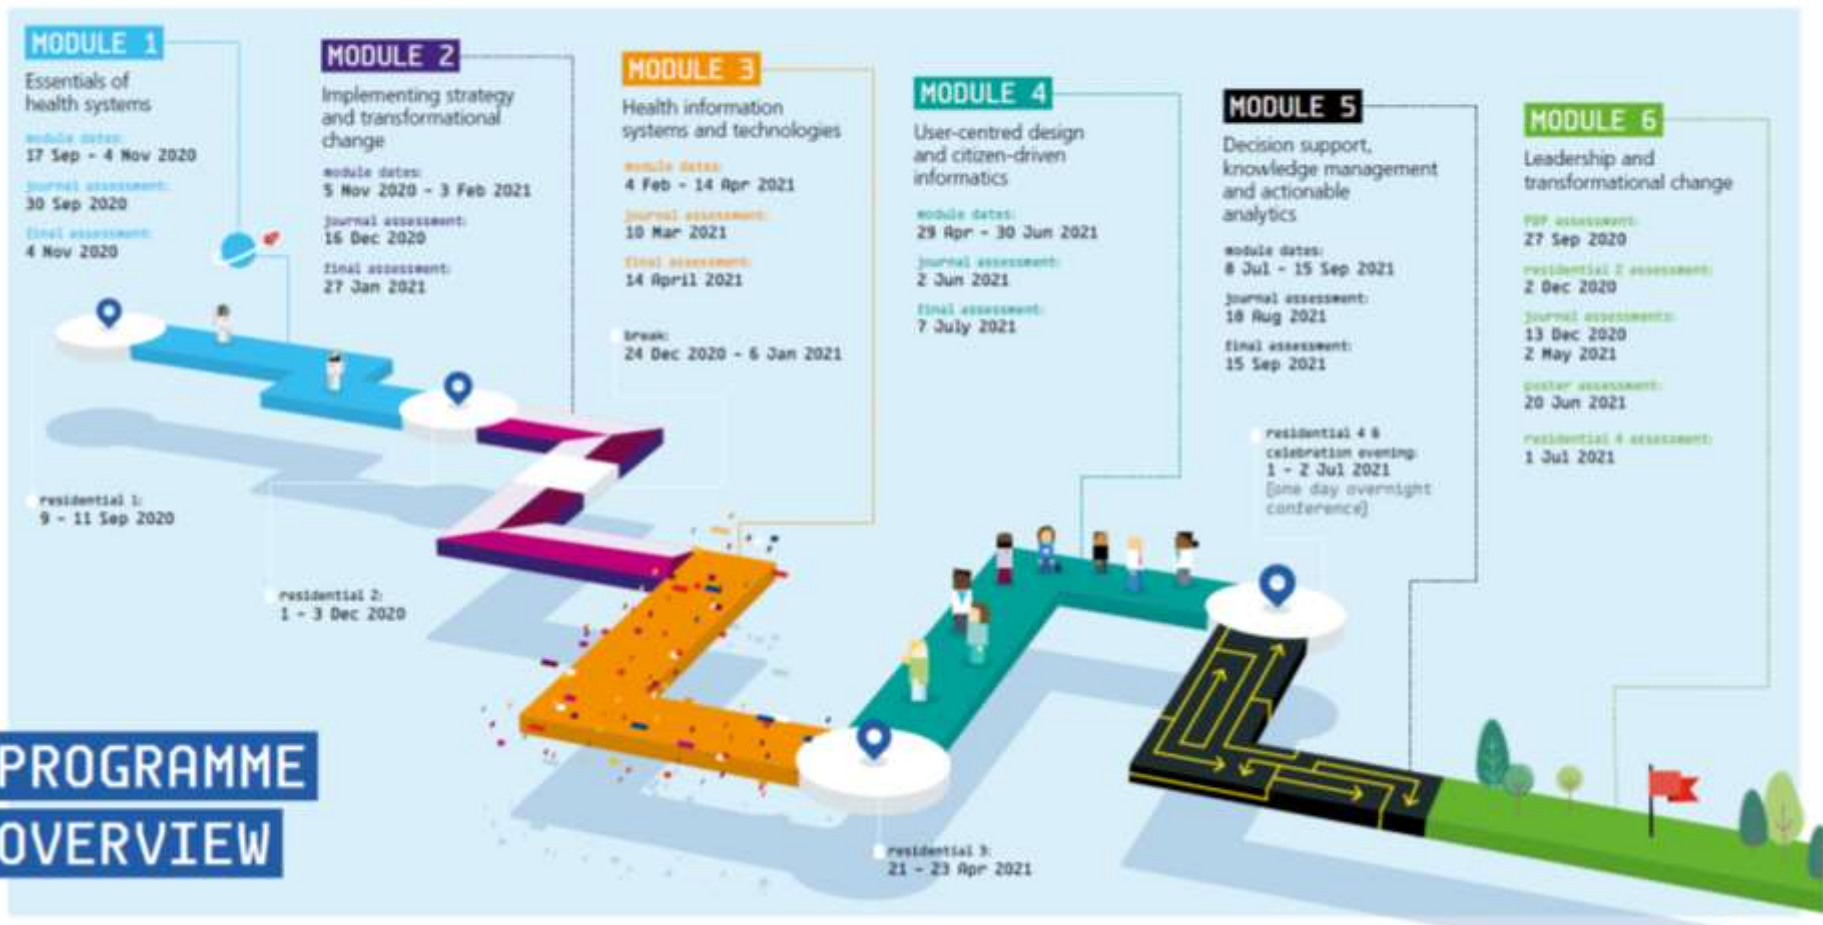 MODULE 1
Essentials of
health systems
module dates:
17 Sep - 4 Nov 2020
journal assessment:
30 Sep 2020
final assessment:
4 Nov 2020
MODULE 2
Implementing strategy
and transformational
change
module dates:
5 Nov 2020 - 3 Feb 2021
journal assessment:
16 Dec 2020
final assessment:
27 Jan 2021
MODULE 3
Health information
systems and technologies
module dates:
4 Feb - 14 Apr 2021
journal assessment:
10 Mar 2021
final assessment:
14 April 2021
break:
24 Dec 2020 - 6 Jan 2021
MODULE 4
User-centred design
and citizen-driven
informatics
module dates:
29 Apr - 30 Jun 2021
journal assessment:
2 Jun 2021
final assessment:
7 July 2021
MODULE 5
Decision support,
knowledge management
and actionable
analytics
module dates:
8 Jul - 15 Sep 2021
journal assessment:
18 Aug 2021
final assessment:
15 Sep 2021
MODULE 6
Leadership and
transformational change
PDP assessment:
27 Sep 2020
residential 2 assessment:
2 Dec 2020
journal assessments:
13 Dec 2020
2 May 2021
poster assessment:
20 Jun 2021
residential 4 assessment:
1 Jul 2021
residential 4 &
celebration evening:
1 - 2 Jul 2021
[one day overnight
conference]
residential 1:
9 - 11 Sep 2020
residential 2:
1 - 3 Dec 2020
residential 3:
21 - 23 Apr 2021
PROGRAMME
OVERVIEW